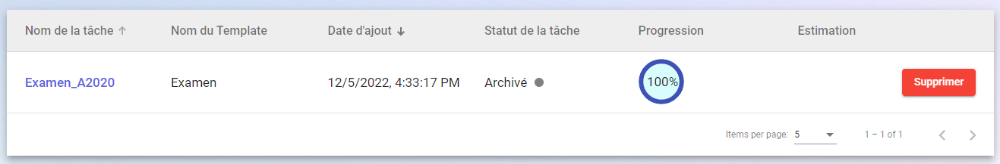 Nom de la tâche Nom du Template Date d'ajout Statut de la tâche Progression Estimation
Examen_A2020 Examen 12/5/2022, 4:33:17 PM Archivé 100% Supprimer
Items per page: 5 1 – 1 of 1